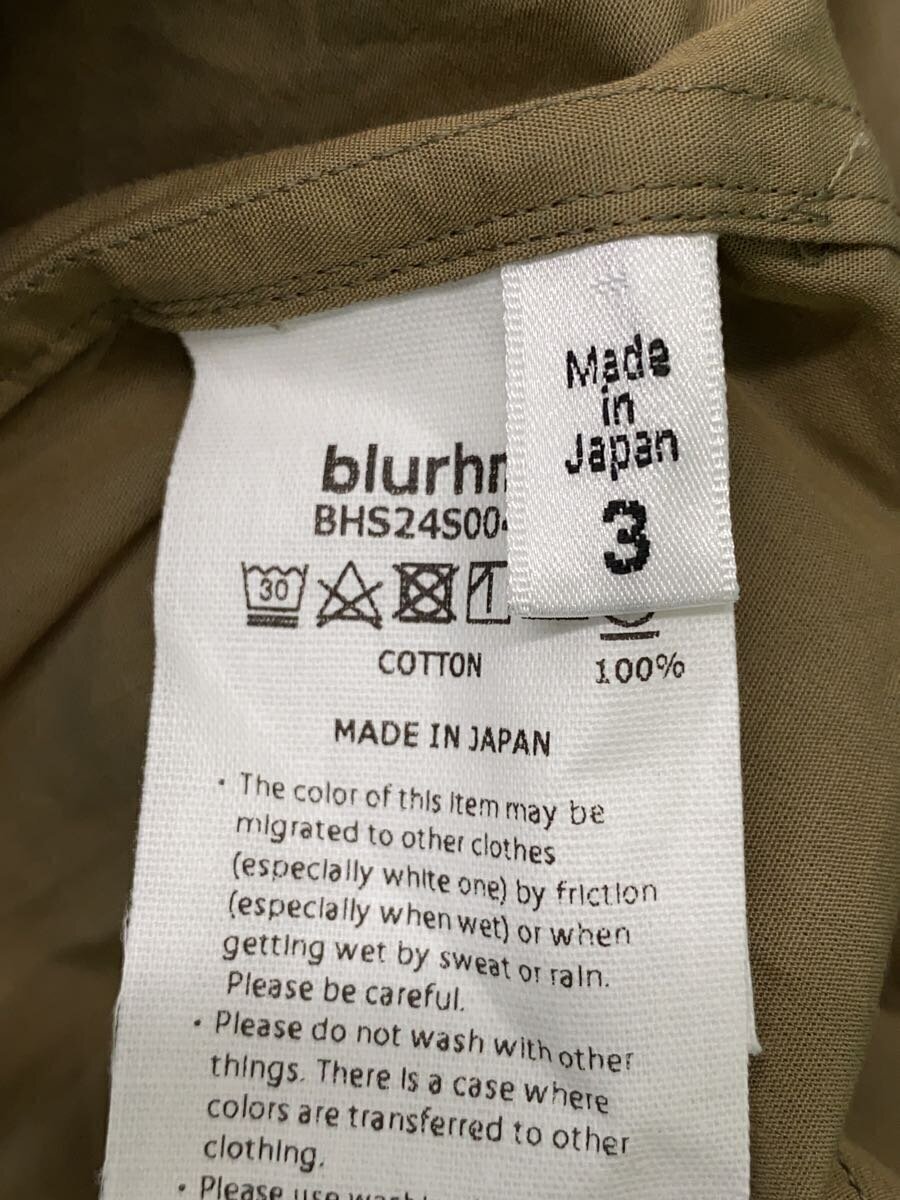 Made
in
Japan
3
blurh
BHS24S00
30
COTTON 100%
MADE IN JAPAN
· The color of this item may be
migrated to other clothes
(especially white one) by friction
(especially when wet) or when
getting wet by sweat or rain.
Please be careful.
· Please do not wash with other
things. There is a case where
colors are transferred to other
clothing.
· Please use